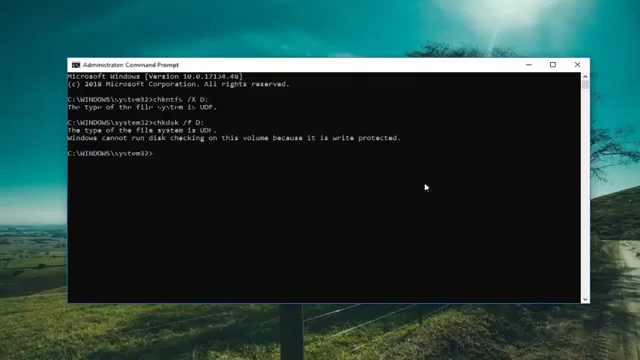 Administrator: Command Prompt
Microsoft Windows [Version 10.0.17134.48]
(c) 2018 Microsoft Corporation. All rights reserved.
C:\WINDOWS\system32>chkntfs /X D:
The type of the file system is UDF.
C:\WINDOWS\system32>chkdsk /f D:
The type of the file system is UDF.
Windows cannot run disk checking on this volume because it is write protected.
C:\WINDOWS\system32>